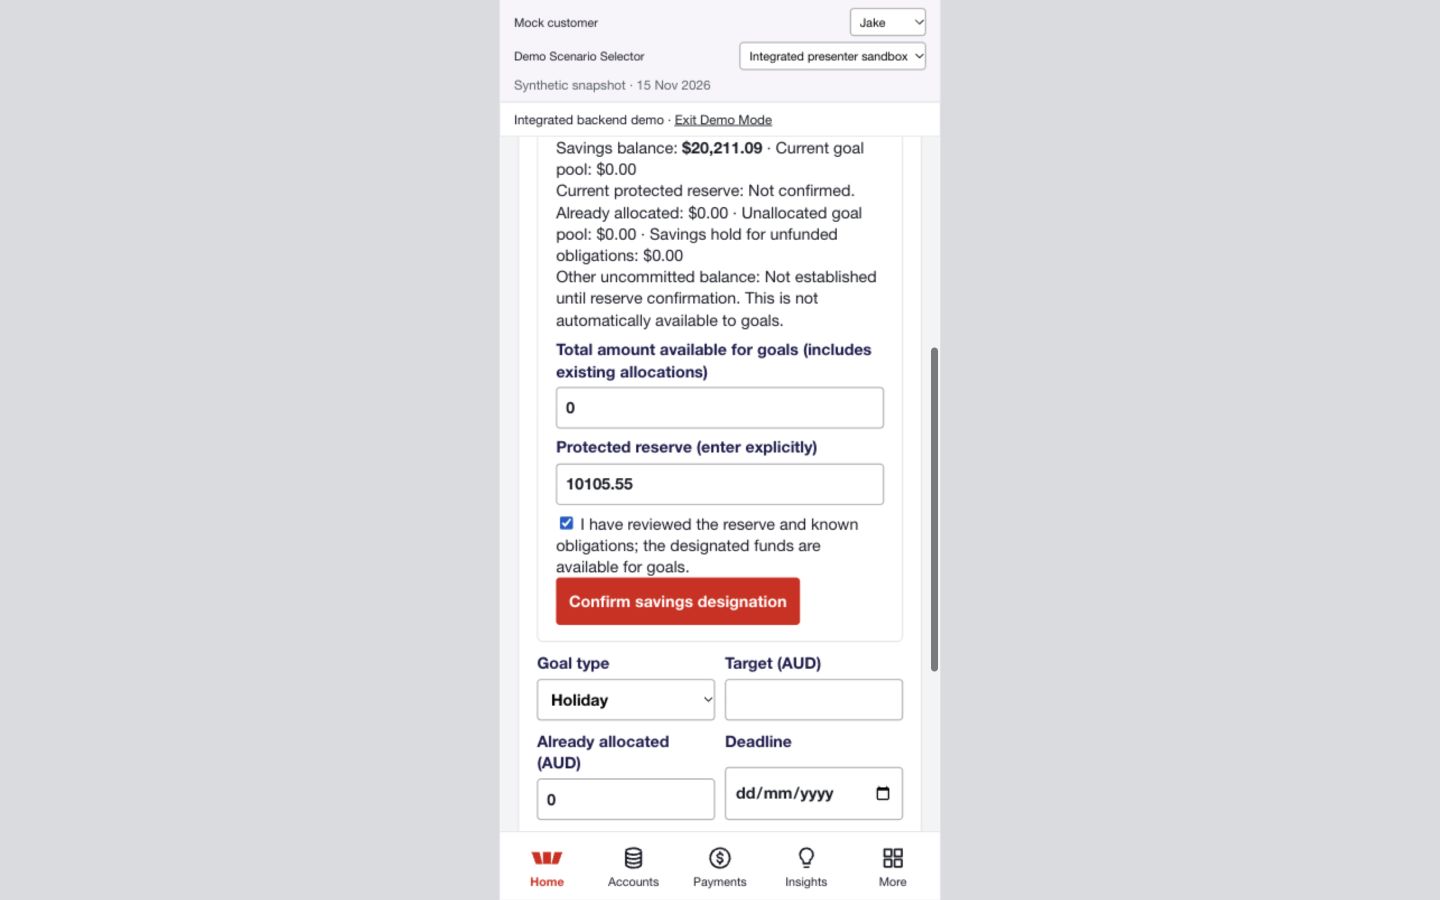 Mock customer
Jake
Demo Scenario Selector
Integrated presenter sandbox
Synthetic snapshot · 15 Nov 2026
Integrated backend demo · Exit Demo Mode
Savings balance: $20,211.09 · Current goal
pool: $0.00
Current protected reserve: Not confirmed.
Already allocated: $0.00 · Unallocated goal
pool: $0.00 · Savings hold for unfunded
obligations: $0.00
Other uncommitted balance: Not established
until reserve confirmation. This is not
automatically available to goals.
Total amount available for goals (includes
existing allocations)
0
Protected reserve (enter explicitly)
10105.55
I have reviewed the reserve and known
obligations; the designated funds are
available for goals.
Confirm savings designation
Goal type
Target (AUD)
Holiday
Already allocated
(AUD)
Deadline
0
dd/mm/yyyy
Home
Accounts
Payments
Insights
More